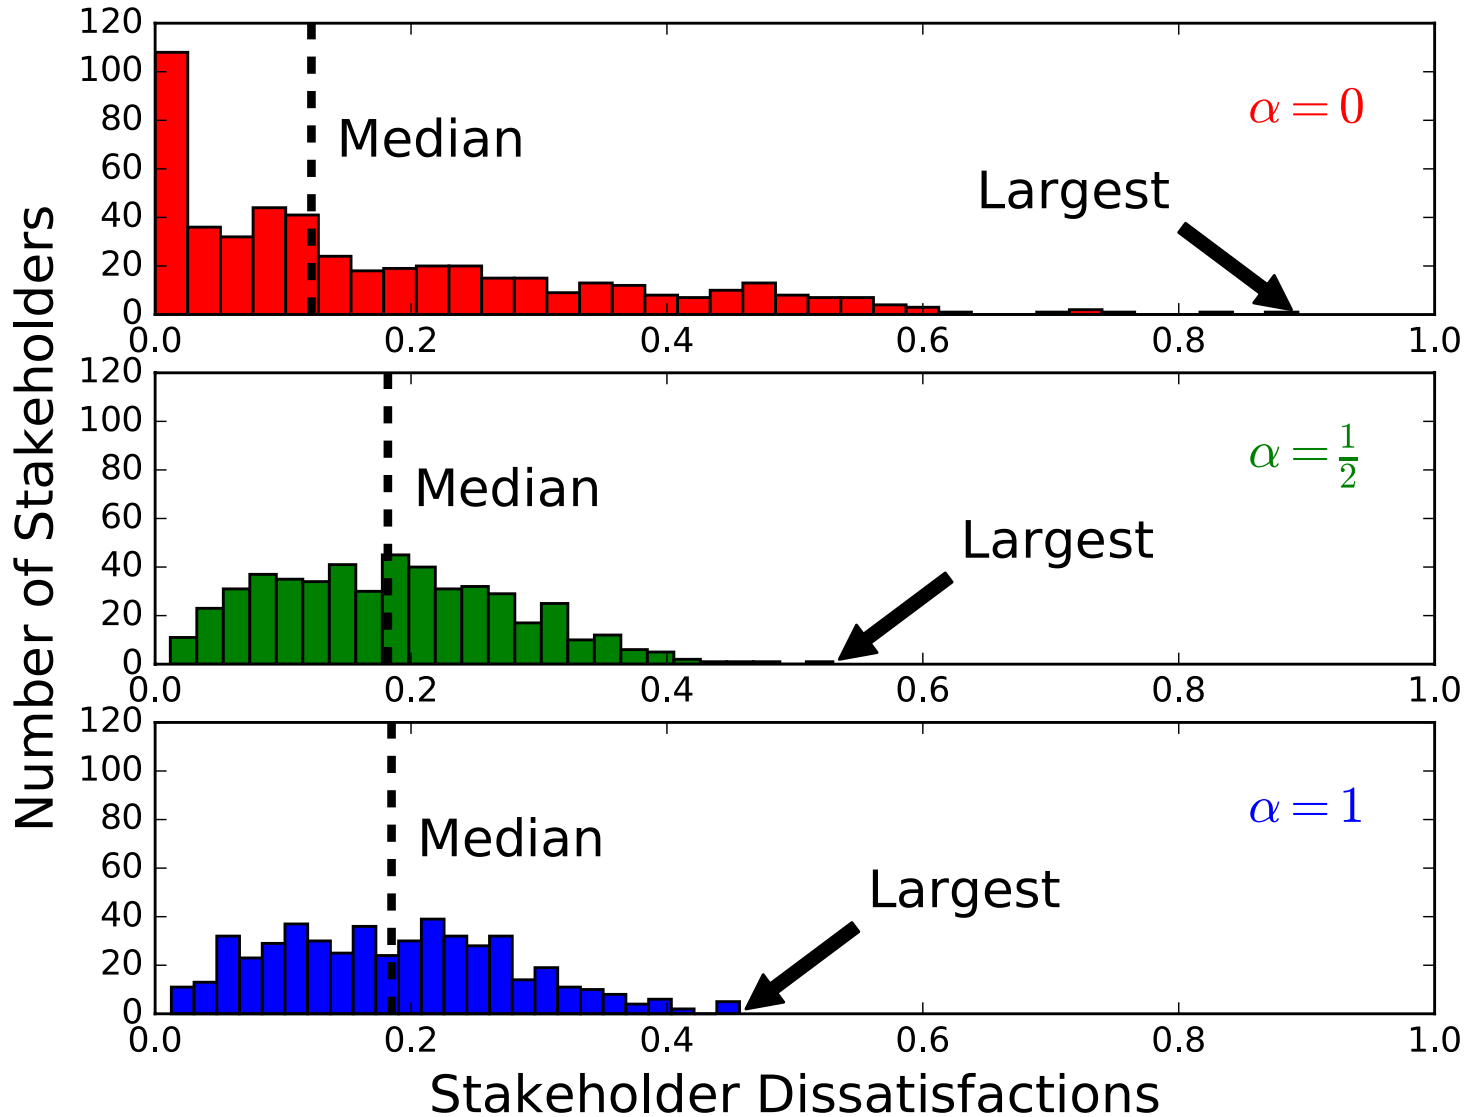 Number of Stakeholders
120
100
80
60
40
20
0
α = 0
Median
Largest
0.0 0.2 0.4 0.6 0.8 1.0
120
100
80
60
40
20
0
α = 1/2
Median
Largest
0.0 0.2 0.4 0.6 0.8 1.0
120
100
80
60
40
20
0
α = 1
Median
Largest
0.0 0.2 0.4 0.6 0.8 1.0
Stakeholder Dissatisfactions